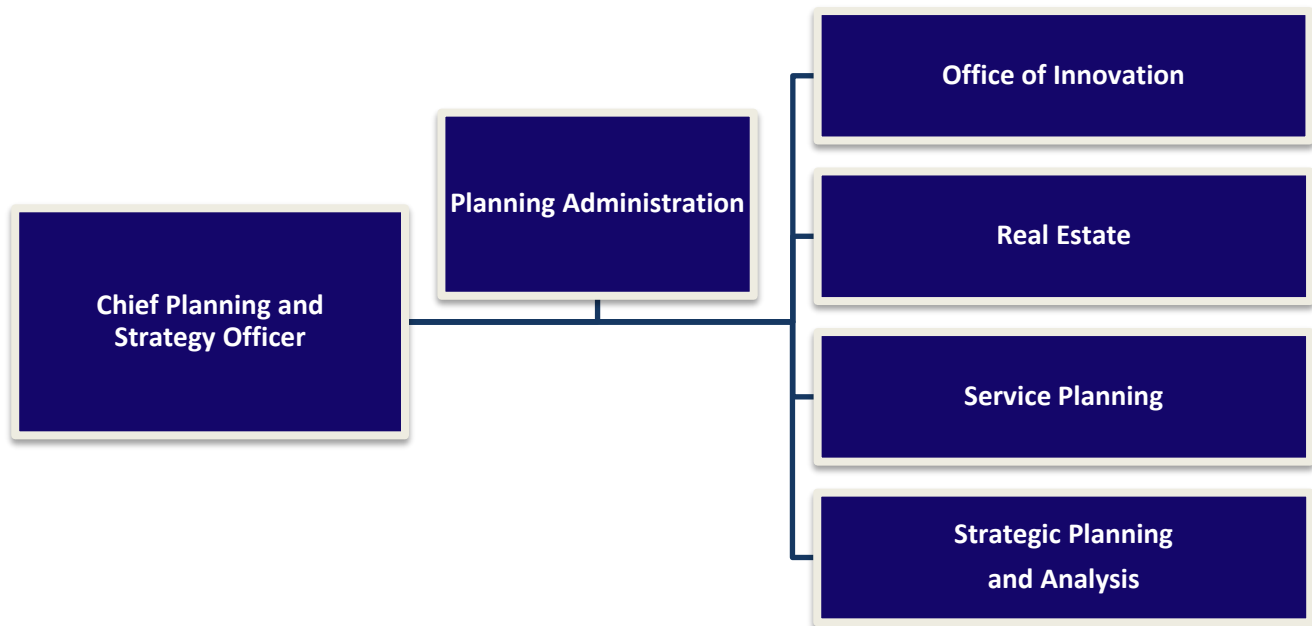 Chief Planning and
Strategy Officer
Planning Administration
Office of Innovation
Real Estate
Service Planning
Strategic Planning
and Analysis